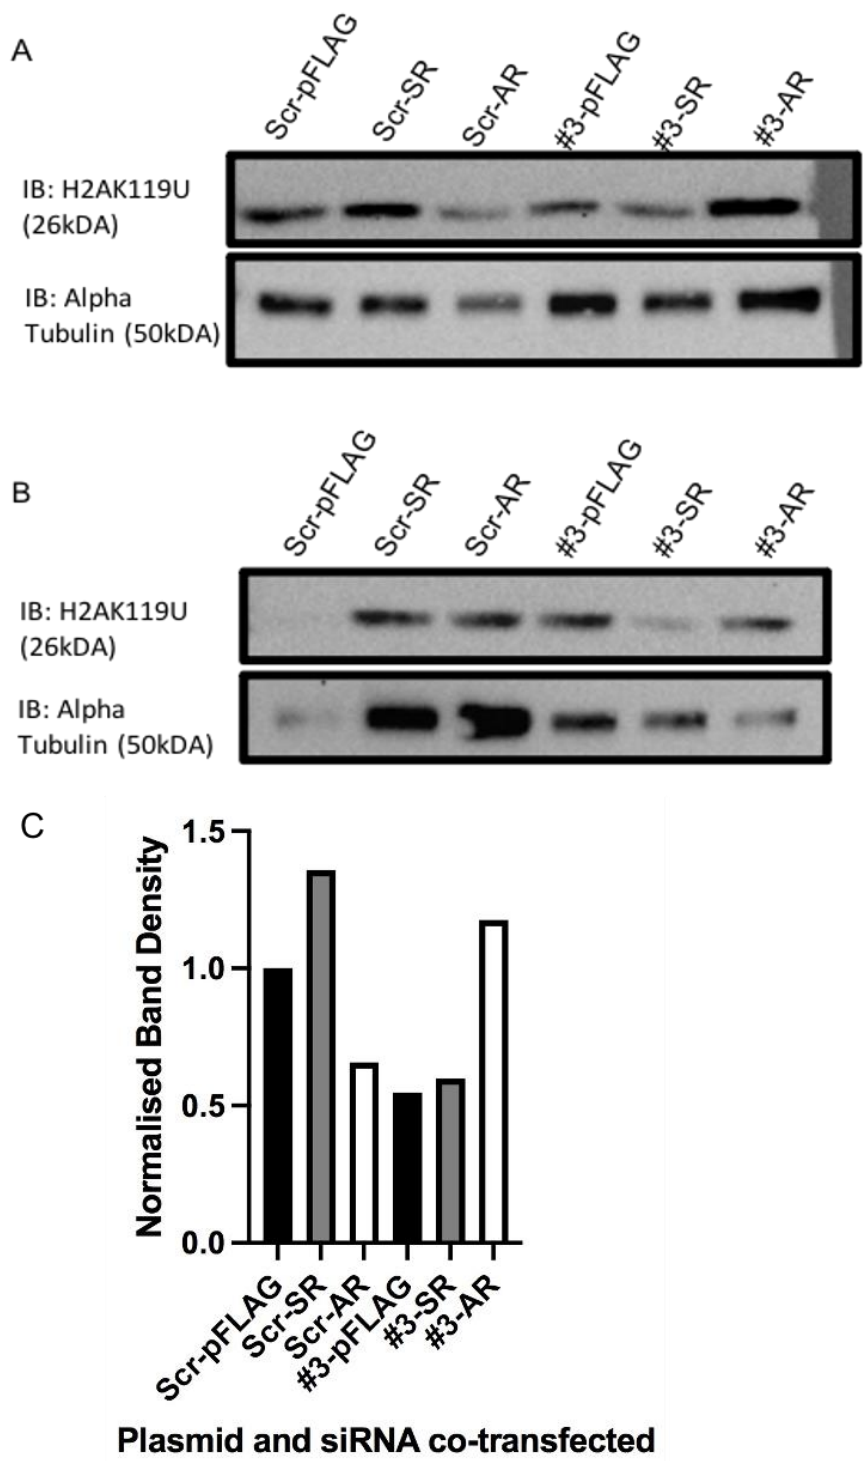 A
Scr-pFLAG
Scr-SR
Scr-AR
#3-pFLAG
#3-SR
#3-AR
IB: H2AK119U
(26kDA)
IB: Alpha
Tubulin (50kDA)
B
Scr-pFLAG
Scr-SR
Scr-AR
#3-pFLAG
#3-SR
#3-AR
IB: H2AK119U
(26kDA)
IB: Alpha
Tubulin (50kDA)
C
Normalised Band Density
1.5
1.0
0.5
0.0
Scr-pFLAG
Scr-SR
Scr-AR
#3-pFLAG
#3-SR
#3-AR
Plasmid and siRNA co-transfected